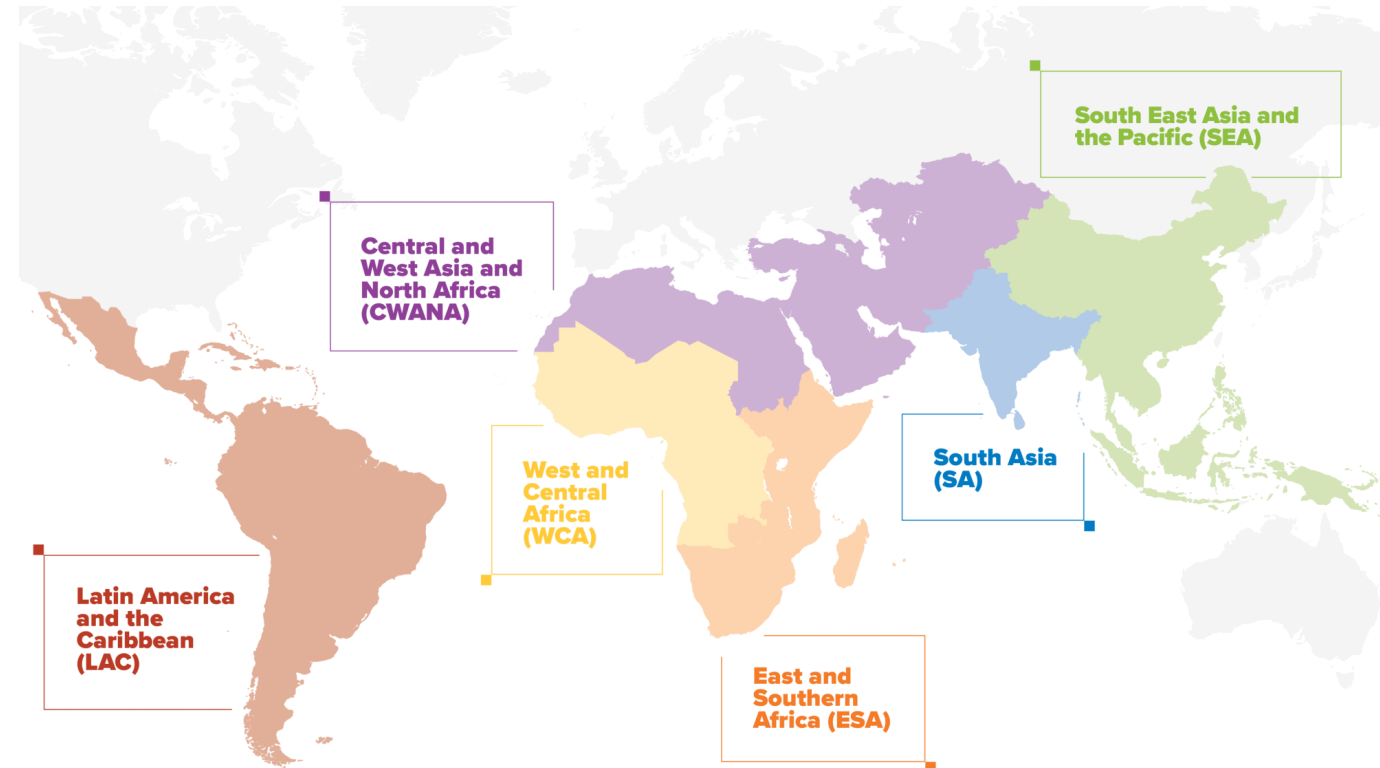 South East Asia and
the Pacific (SEA)
Central and
West Asia and
North Africa
(CWANA)
South Asia
(SA)
West and
Central
Africa
(WCA)
Latin America
and the
Caribbean
(LAC)
East and
Southern
Africa (ESA)